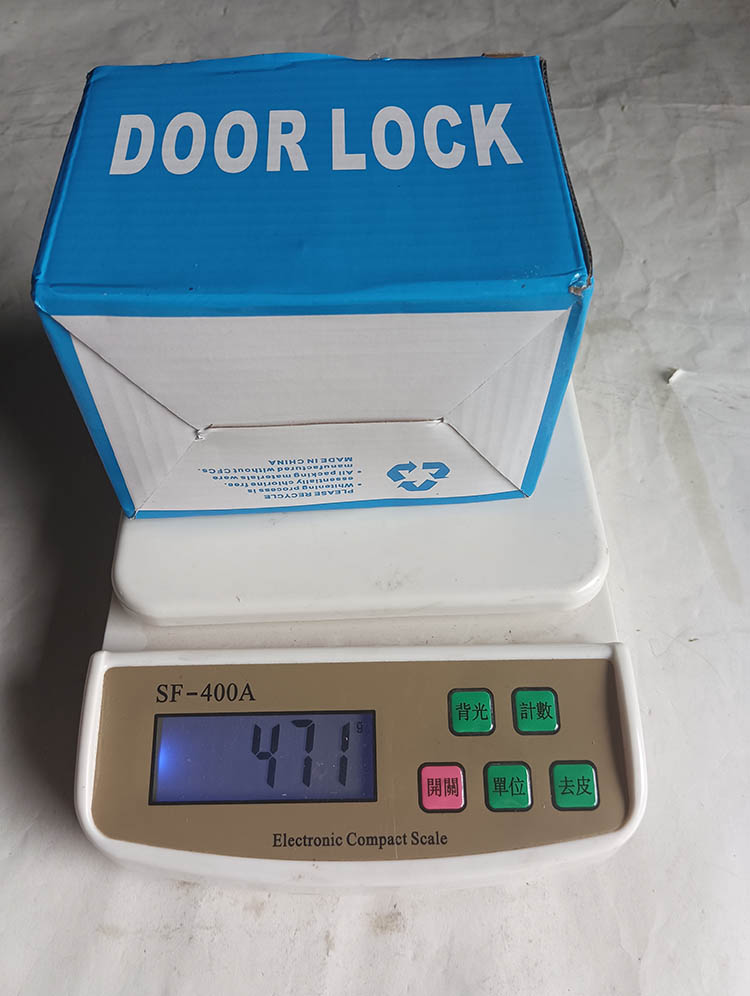 DOOR LOCK
PLEASE RECYCLE
• Whitening process is
essentially chlorine free.
• All packing materials ware
manufactured without CFCs.
MADE IN CHINA
SF-400A
背光
計數
471 g
開關
單位
去皮
Electronic Compact Scale